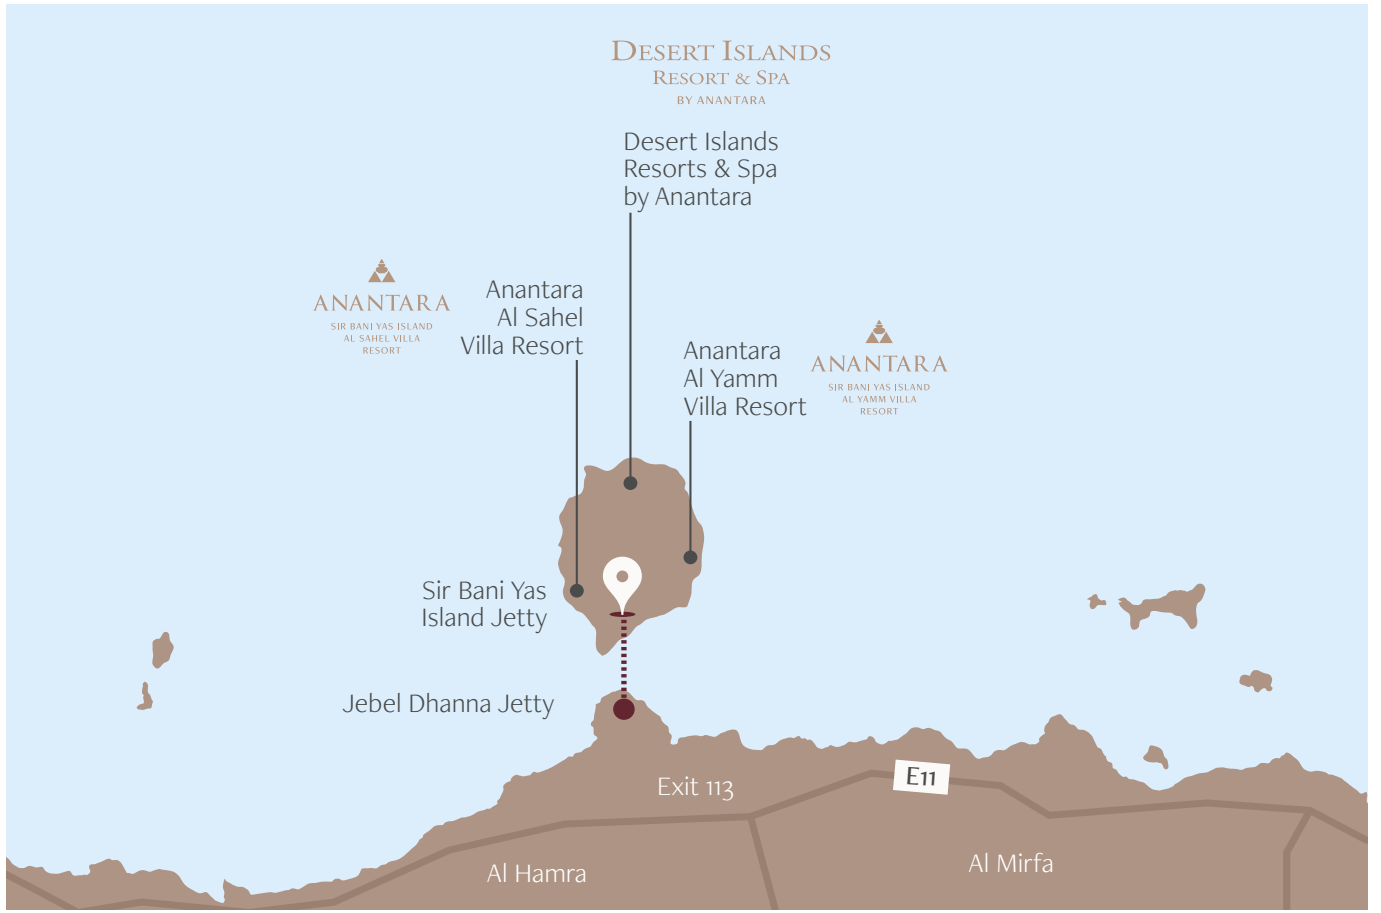 DESERT ISLANDS
RESORT & SPA
BY ANANTARA
Desert Islands
Resorts & Spa
by Anantara
ANANTARA
SIR BANI YAS ISLAND
AL SAHEL VILLA
RESORT
Anantara
Al Sahel
Villa Resort
Anantara
Al Yamm
Villa Resort
ANANTARA
SIR BANI YAS ISLAND
AL YAMM VILLA
RESORT
Sir Bani Yas
Island Jetty
Jebel Dhanna Jetty
Exit 113
E11
Al Hamra
Al Mirfa